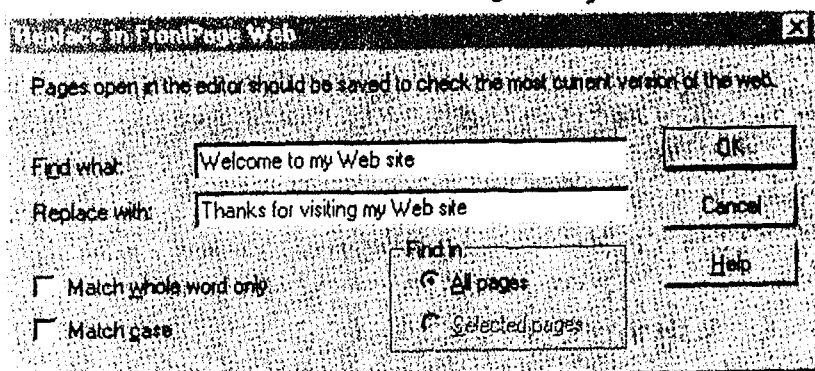 Replace in FrontPage Web
Pages open in the editor should be saved to check the most current version of the web.
Find what: Welcome to my Web site
OK
Replace with: Thanks for visiting my Web site
Cancel
Find in
Help
Match whole word only
All pages
Match case
Selected pages